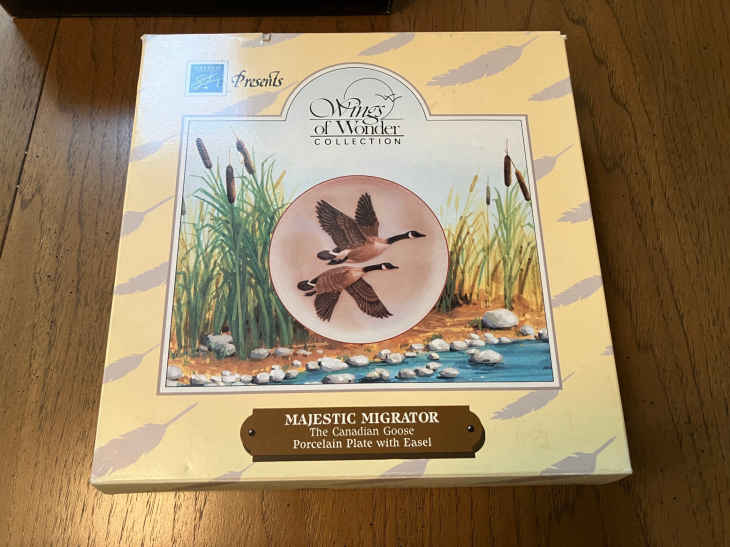 Presents
Wings
of Wonder
COLLECTION
MAJESTIC MIGRATOR
The Canadian Goose
Porcelain Plate with Easel